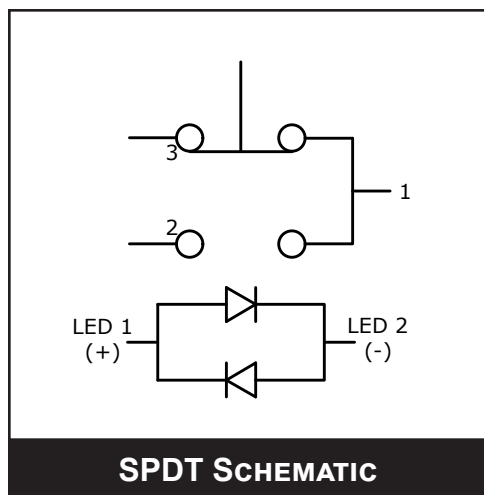 3
1
2
LED 1
(+)
LED 2
(-)
SPDT SCHEMATIC